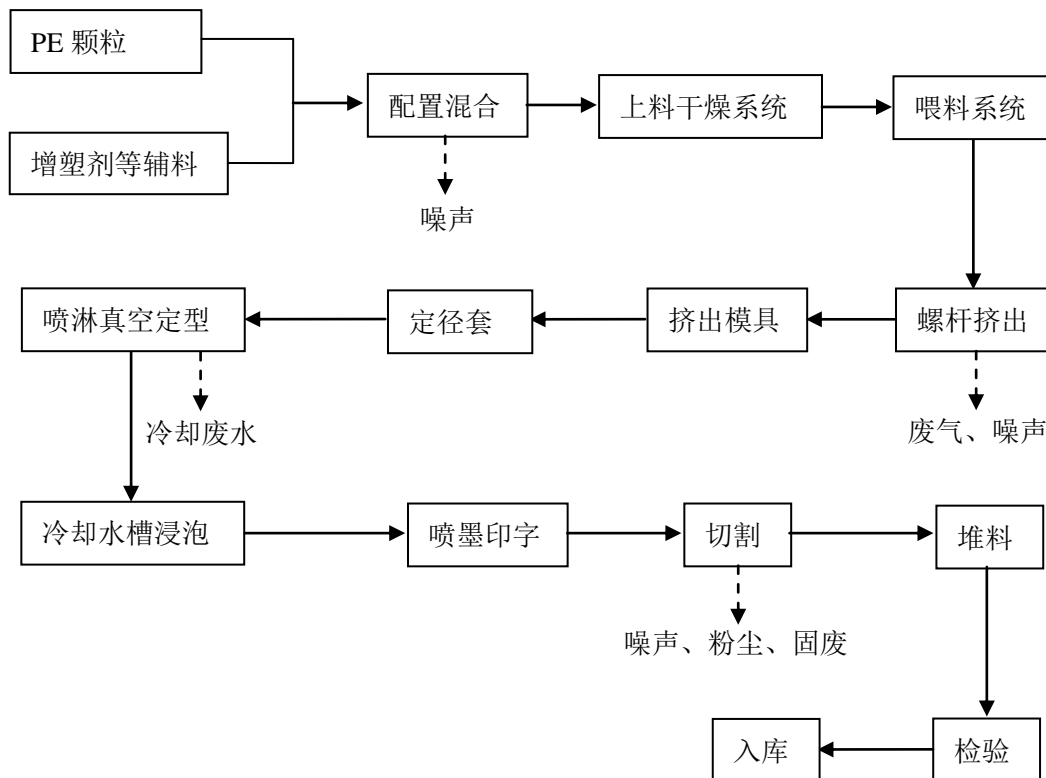 PE 颗粒
增塑剂等辅料
配置混合
上料干燥系统
喂料系统
噪声
喷淋真空定型
定径套
挤出模具
螺杆挤出
冷却废水
废气、噪声
冷却水槽浸泡
喷墨印字
切割
堆料
噪声、粉尘、固废
入库
检验